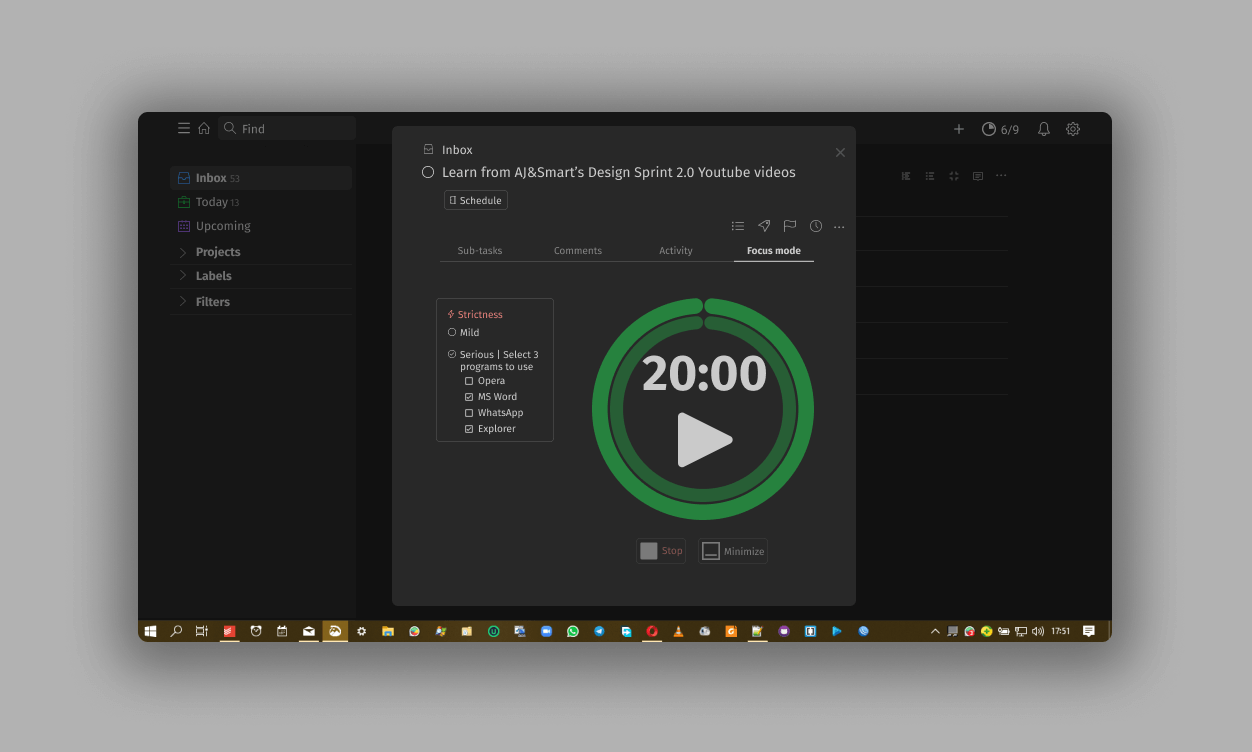 Find
6/9
Inbox 53
Today 13
Upcoming
Projects
Labels
Filters
Inbox
Learn from AJ&Smart’s Design Sprint 2.0 Youtube videos
Schedule
Sub-tasks
Comments
Activity
Focus mode
Strictness
Mild
Serious | Select 3
programs to use
Opera
MS Word
WhatsApp
Explorer
20:00
Stop
Minimize
17:51